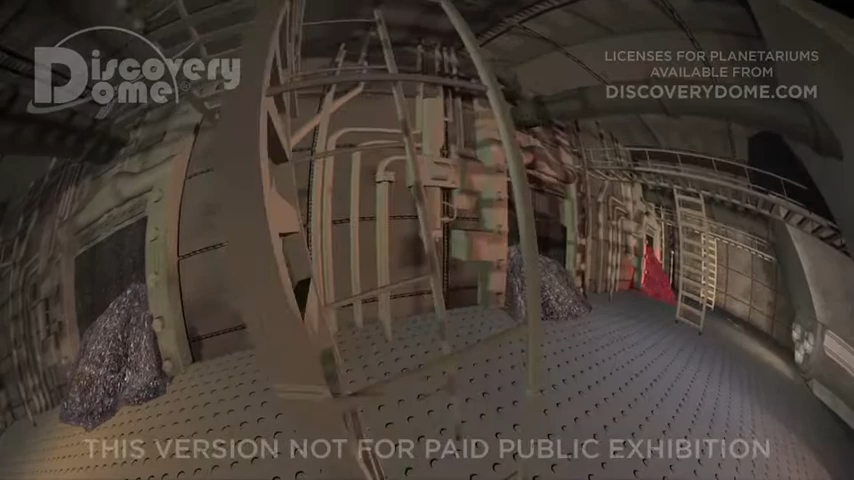 Discovery Dome
LICENSES FOR PLANETARIUMS
AVAILABLE FROM
DISCOVERYDOME.COM
THIS VERSION NOT FOR PAID PUBLIC EXHIBITION